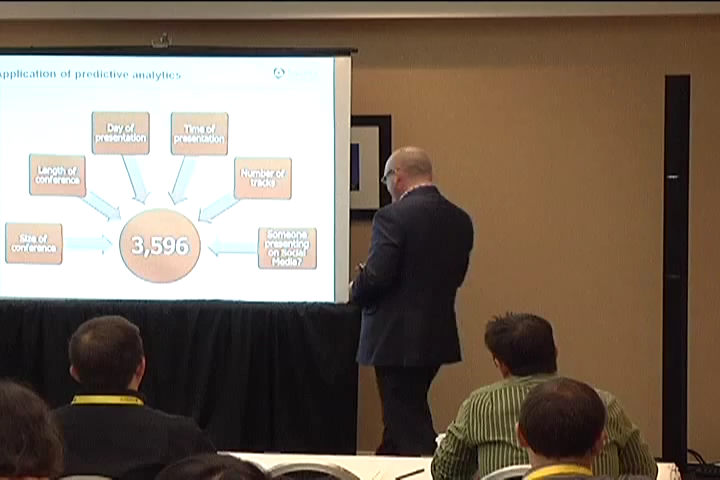 Application of predictive analytics
Day of
presentation
Time of
presentation
Length of
conference
Number of
tracks
Size of
conference
3,596
Someone
presenting
on Social
Media?